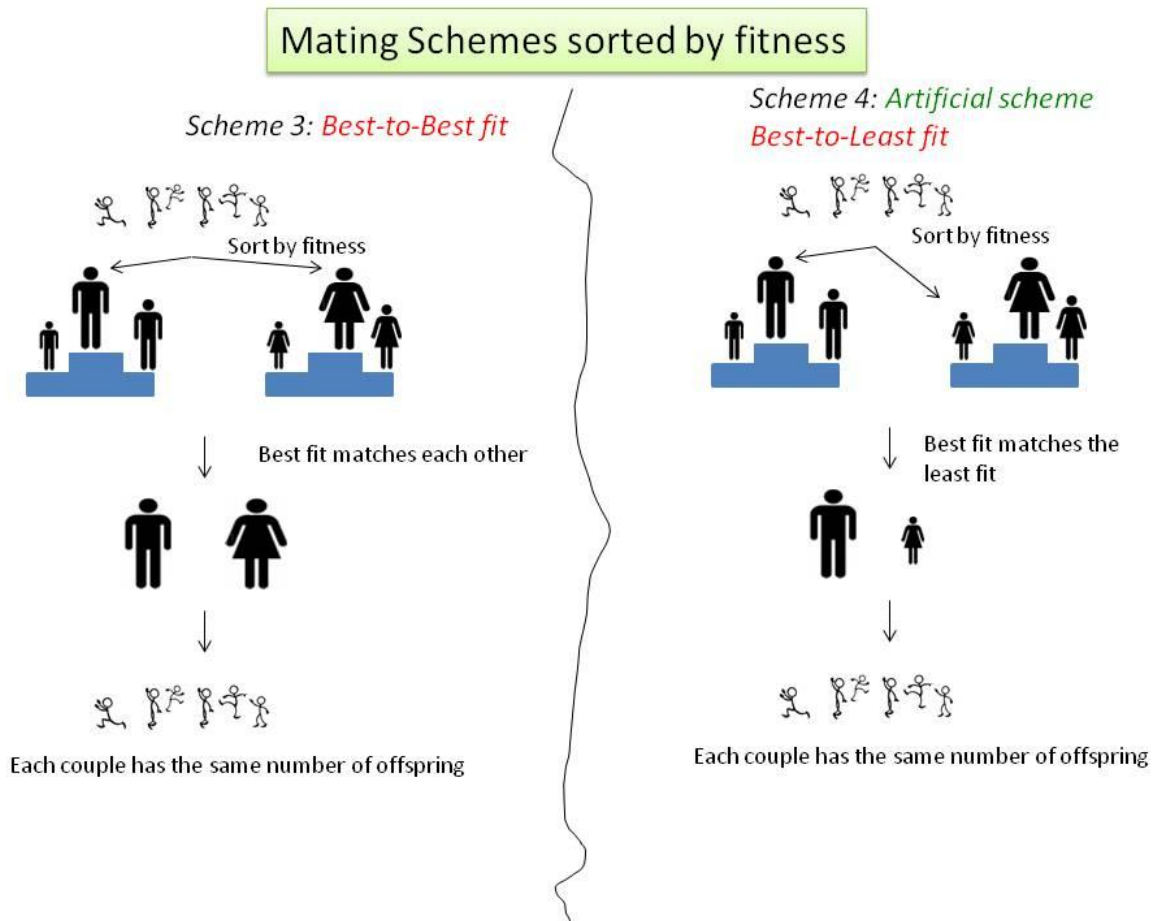 Mating Schemes sorted by fitness
Scheme 3: Best-to-Best fit
Sort by fitness
Best fit matches each other
Each couple has the same number of offspring
Scheme 4: Artificial scheme
Best-to-Least fit
Sort by fitness
Best fit matches the
least fit
Each couple has the same number of offspring